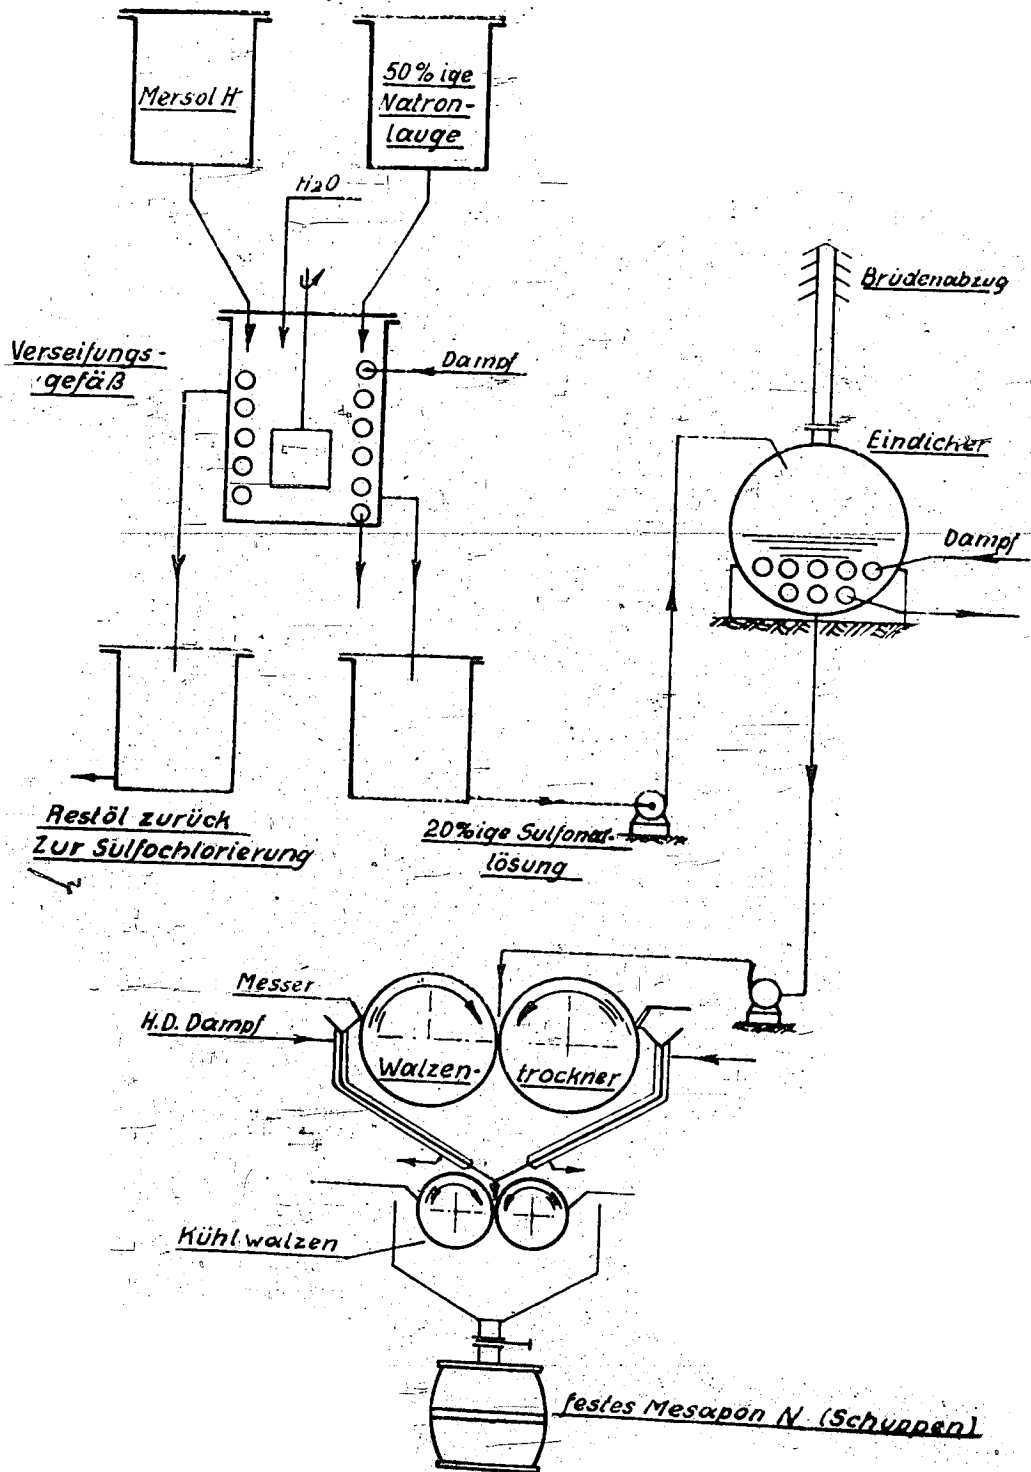 Mersol H
50%ige
Natron-
lauge
H2O
Brüdenabzug
Verseifungs-
gefäß
Dampf
Eindicker
Dampf
Restöl zurück
Zur Sulfochlorierung
20%ige Sulfonat-
lösung
Messer
H.D. Dampf
Walzen-
trockner
Kühlwalzen
festes Mesapon N (Schuppen)